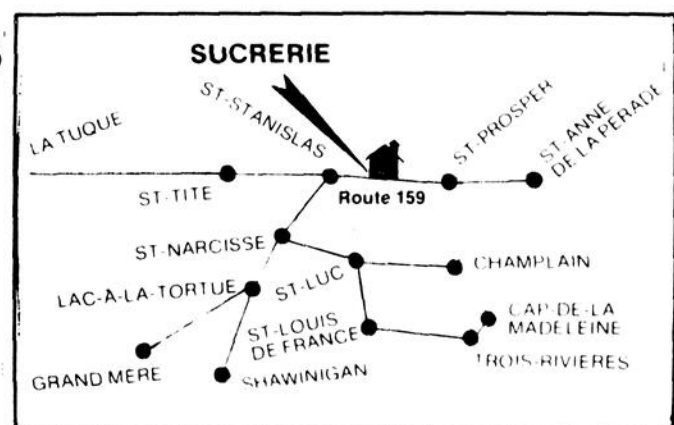 SUCRERIE
LA TUQUE
ST-STANISLAS
ST-PROSPER
ST-ANNE
DE LA PERADE
ST-TITE
Route 159
ST-NARCISSE
ST-LUC
CHAMPLAIN
LAC-À-LA-TORTUE
ST-LOUIS
DE FRANCE
CAP-DE-LA
MADELEINE
GRAND MERE
SHAWINIGAN
TROIS-RIVIERES